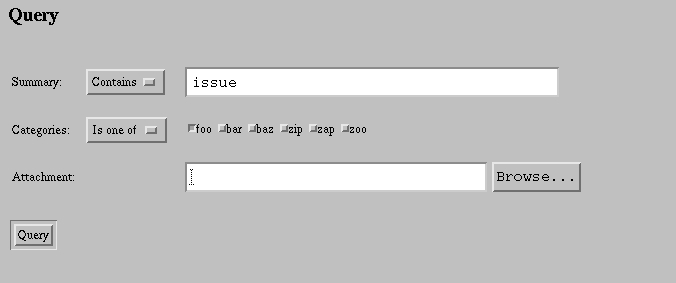 Query
Summary: Contains issue
Categories: Is one of foo bar baz zip zap zoo
Attachment: Browse...
Query